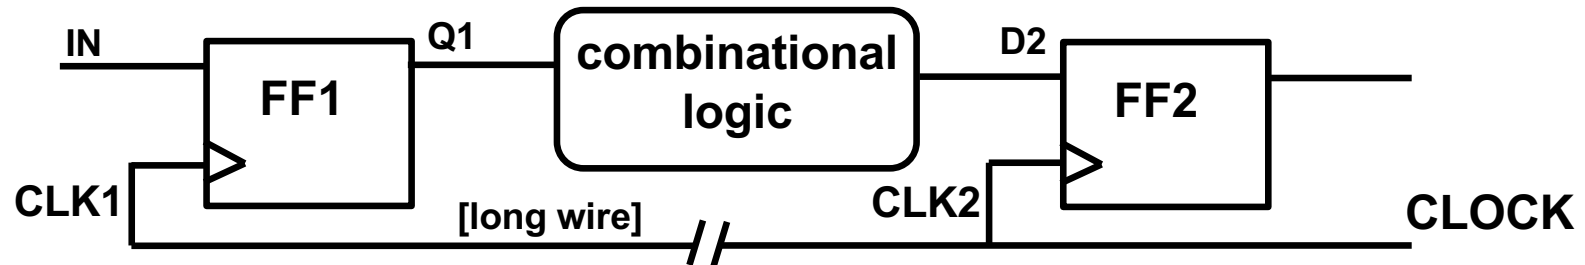 IN
Q1
combinational
logic
D2
FF1
FF2
CLK1
[long wire]
CLK2
CLOCK